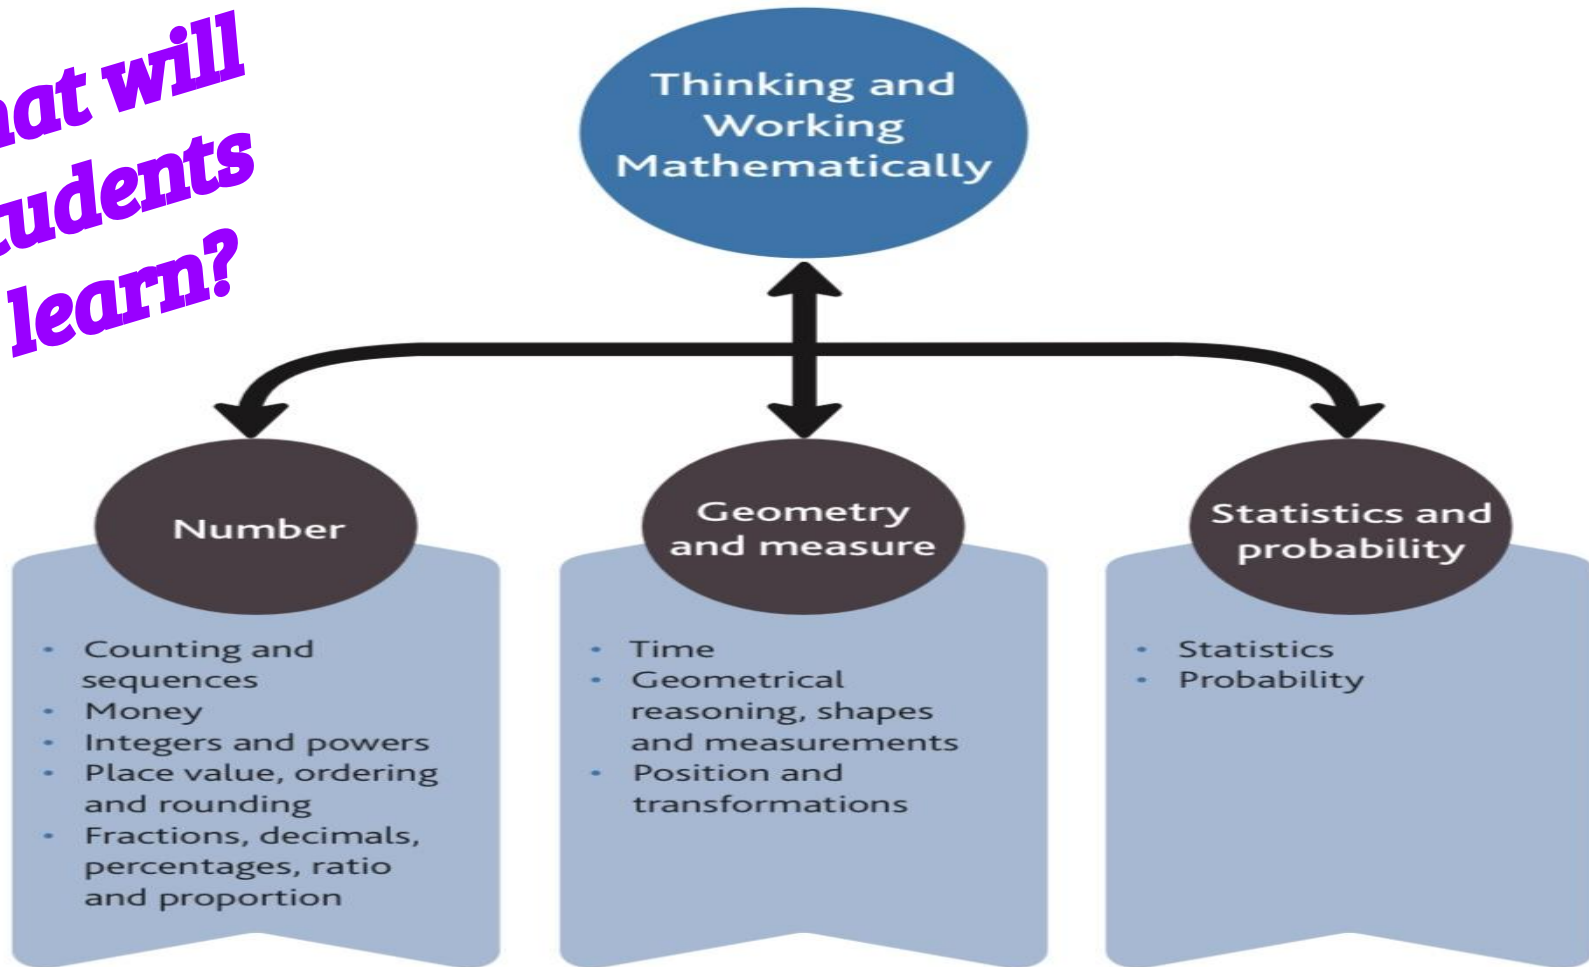 hat will
tudents
learn?
Thinking and
Working
Mathematically
Number
• Counting and
sequences
• Money
• Integers and powers
• Place value, ordering
and rounding
• Fractions, decimals,
percentages, ratio
and proportion
Geometry
and measure
• Time
• Geometrical
reasoning, shapes
and measurements
• Position and
transformations
Statistics and
probability
• Statistics
• Probability